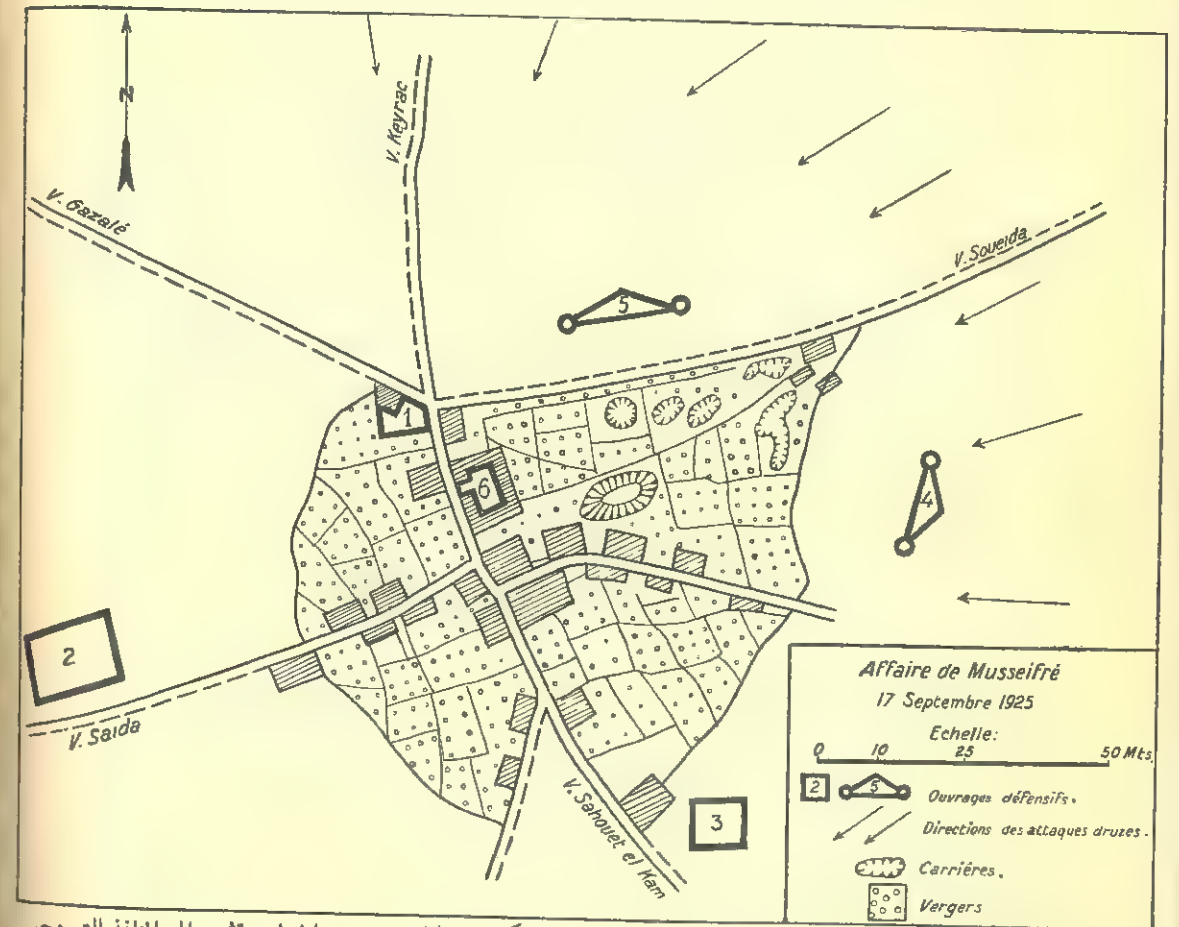 N
V. Keyrac
V. Gazalé
V. Soueida
5
1
6
4
2
V. Saida
3
V. Sahouet el Kam
Affaire de Musseifré
17 Septembre 1925
Echelle:
0 10 25 50 Mts.
2 5 Ouvrages défensifs.
Directions des attaques druzes.
Carriéres.
Vergers